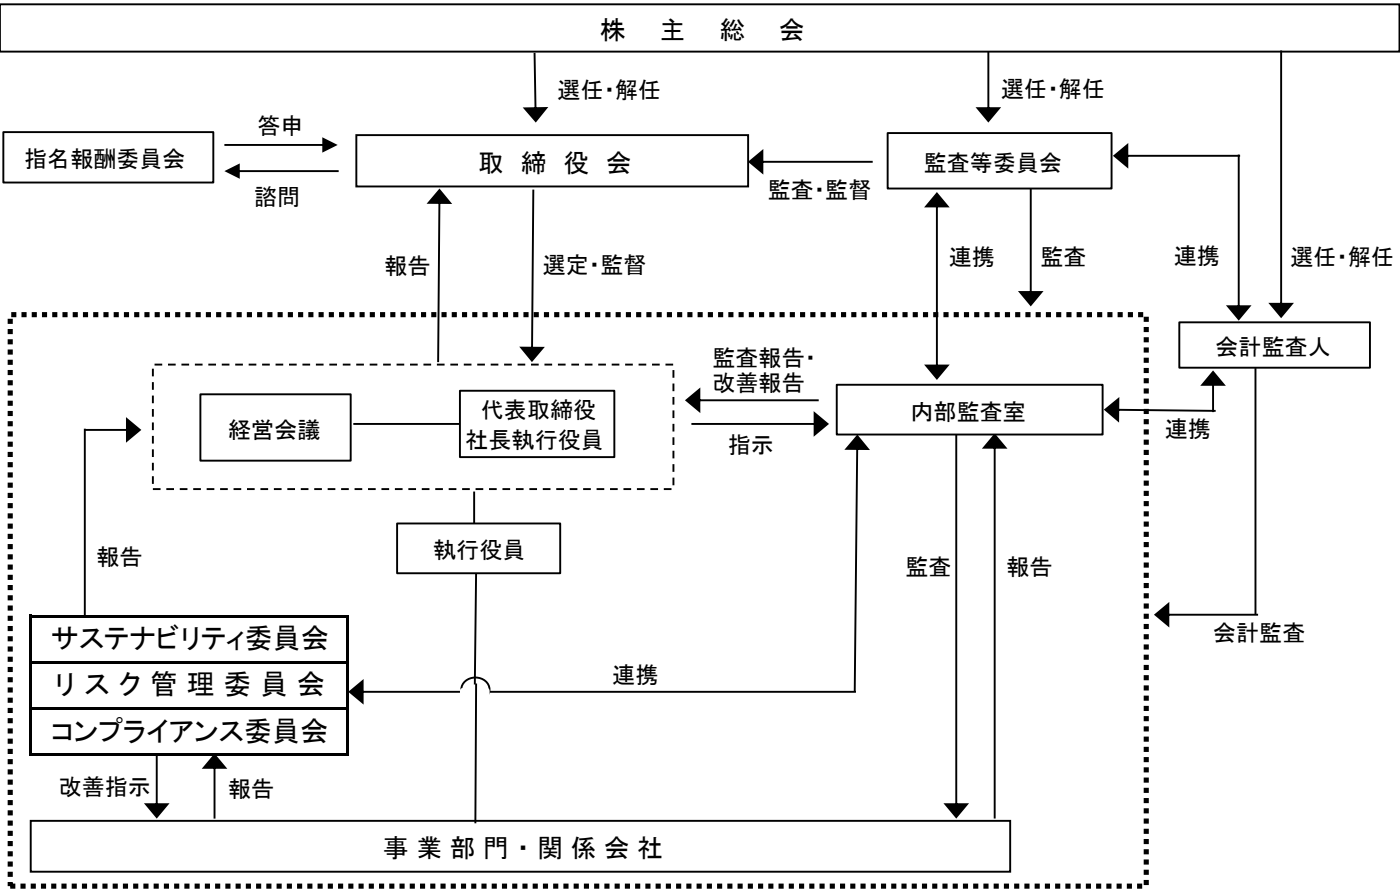 株主総会
選任・解任
選任・解任
答申
指名報酬委員会
取締役会
監査等委員会
監査・監督
諮問
報告
選定・監督
連携
監査
連携
選任・解任
会計監査人
監査報告・
改善報告
代表取締役
社長執行役員
経営会議
内部監査室
指示
連携
執行役員
報告
監査
報告
会計監査
サステナビリティ委員会
リスク管理委員会
連携
コンプライアンス委員会
改善指示
報告
事業部門・関係会社